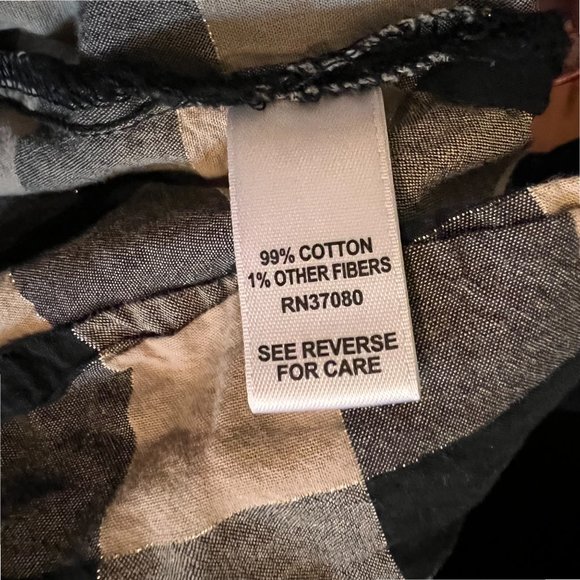 99% COTTON
1% OTHER FIBERS
RN37080
SEE REVERSE
FOR CARE